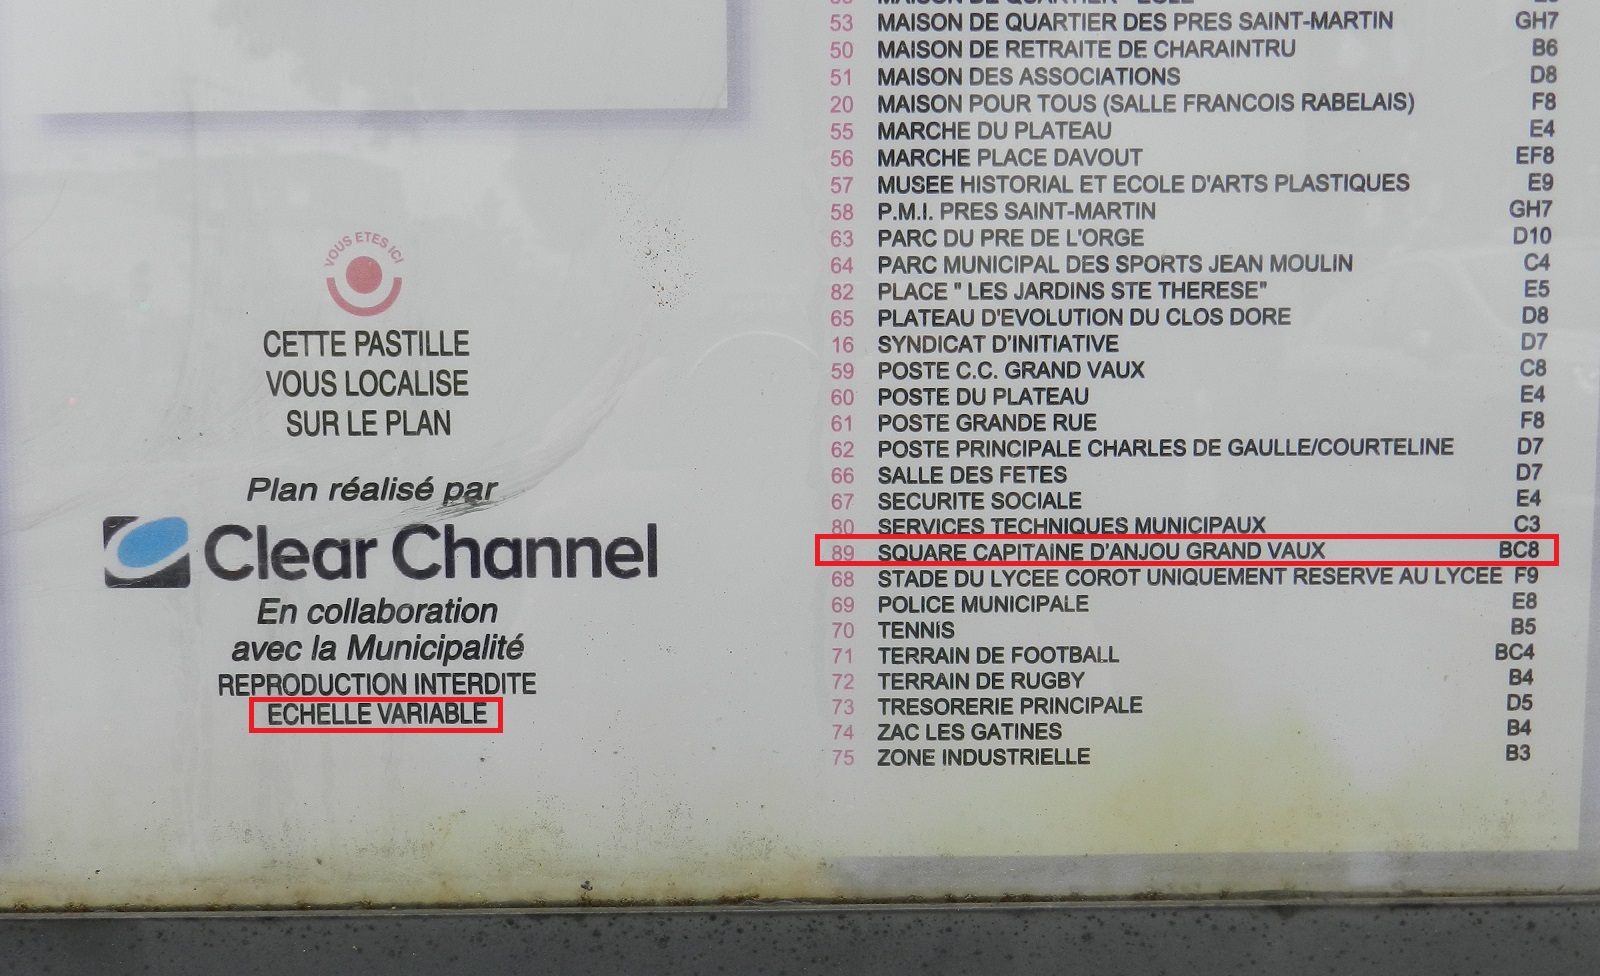 VOUS ETES ICI
CETTE PASTILLE
VOUS LOCALISE
SUR LE PLAN
Plan réalisé par
Clear Channel
En collaboration
avec la Municipalité
REPRODUCTION INTERDITE
ECHELLE VARIABLE
53 MAISON DE QUARTIER DES PRES SAINT-MARTIN GH7
50 MAISON DE RETRAITE DE CHARAINTRU B6
51 MAISON DES ASSOCIATIONS D8
20 MAISON POUR TOUS (SALLE FRANCOIS RABELAIS) F8
55 MARCHE DU PLATEAU E4
56 MARCHE PLACE DAVOUT EF8
57 MUSEE HISTORIAL ET ECOLE D'ARTS PLASTIQUES E9
58 P.M.I. PRES SAINT-MARTIN GH7
63 PARC DU PRE DE L'ORGE D10
64 PARC MUNICIPAL DES SPORTS JEAN MOULIN C4
82 PLACE " LES JARDINS STE THERESE" E5
65 PLATEAU D'EVOLUTION DU CLOS DORE D8
16 SYNDICAT D'INITIATIVE D7
59 POSTE C.C. GRAND VAUX C8
60 POSTE DU PLATEAU E4
61 POSTE GRANDE RUE F8
62 POSTE PRINCIPALE CHARLES DE GAULLE/COURTELINE D7
66 SALLE DES FETES D7
67 SECURITE SOCIALE E4
80 SERVICES TECHNIQUES MUNICIPAUX C3
89 SQUARE CAPITAINE D'ANJOU GRAND VAUX BC8
68 STADE DU LYCEE COROT UNIQUEMENT RESERVE AU LYCEE F9
69 POLICE MUNICIPALE E8
70 TENNIS B5
71 TERRAIN DE FOOTBALL BC4
72 TERRAIN DE RUGBY B4
73 TRESORERIE PRINCIPALE D5
74 ZAC LES GATINES B4
75 ZONE INDUSTRIELLE B3